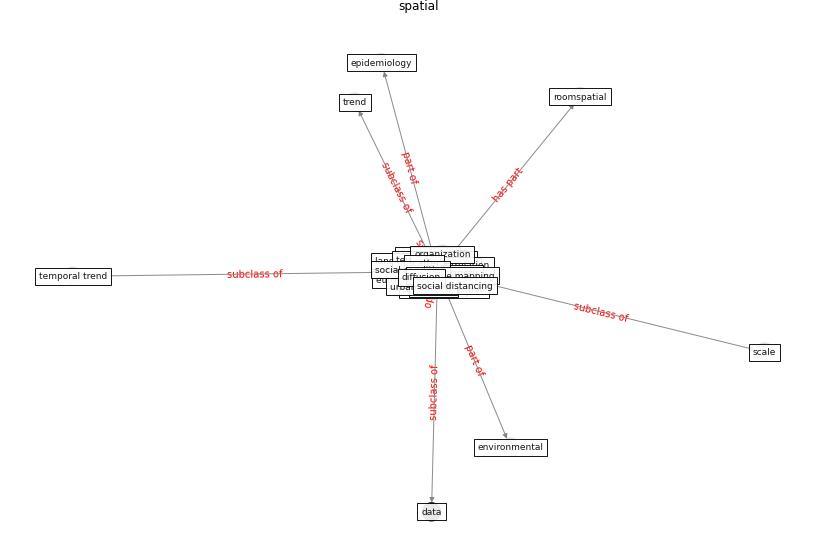 spatial
epidemiology
trend
roomspatial
part of
subclass of
has part
organization
social
diffusion
e mapping
social distancing
temporal trend
subclass of
subclass of
scale
part of
subclass of
environmental
data